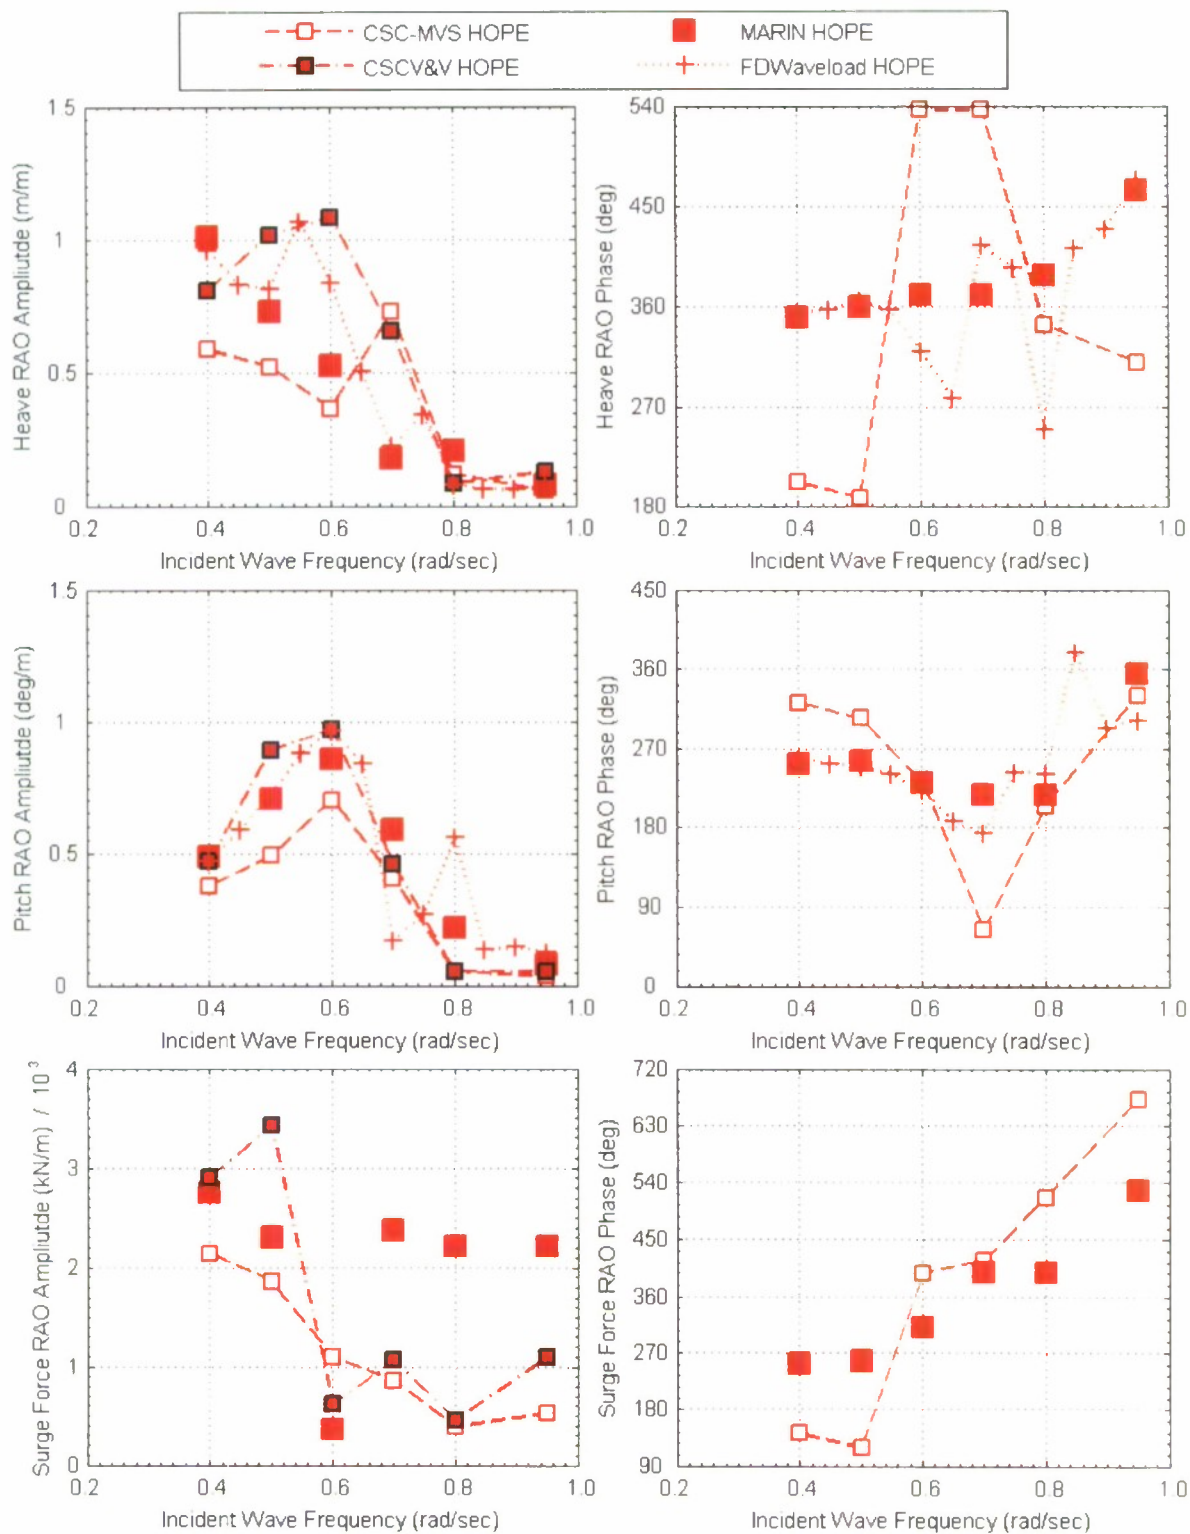 CSC-MVS HOPE
MARIN HOPE
CSCV&V HOPE
FDWaveload HOPE
1.5
1
0.5
0
0.2 0.4 0.6 0.8 1.0
Heave RAO Ampliutde (m/m)
Incident Wave Frequency (rad/sec)
540
450
360
270
180
0.2 0.4 0.6 0.8 1.0
Heave RAO Phase (deg)
Incident Wave Frequency (rad/sec)
1.5
1
0.5
0
0.2 0.4 0.6 0.8 1.0
Pitch RAO Ampliutde (deg/m)
Incident Wave Frequency (rad/sec)
450
360
270
180
90
0
0.2 0.4 0.6 0.8 1.0
Pitch RAO Phase (deg)
Incident Wave Frequency (rad/sec)
4
3
2
1
0
0.2 0.4 0.6 0.8 1.0
Surge Force RAO Ampliutde (kN/m) / 10³
Incident Wave Frequency (rad/sec)
720
630
540
450
360
270
180
90
0.2 0.4 0.6 0.8 1.0
Surge Force RAO Phase (deg)
Incident Wave Frequency (rad/sec)